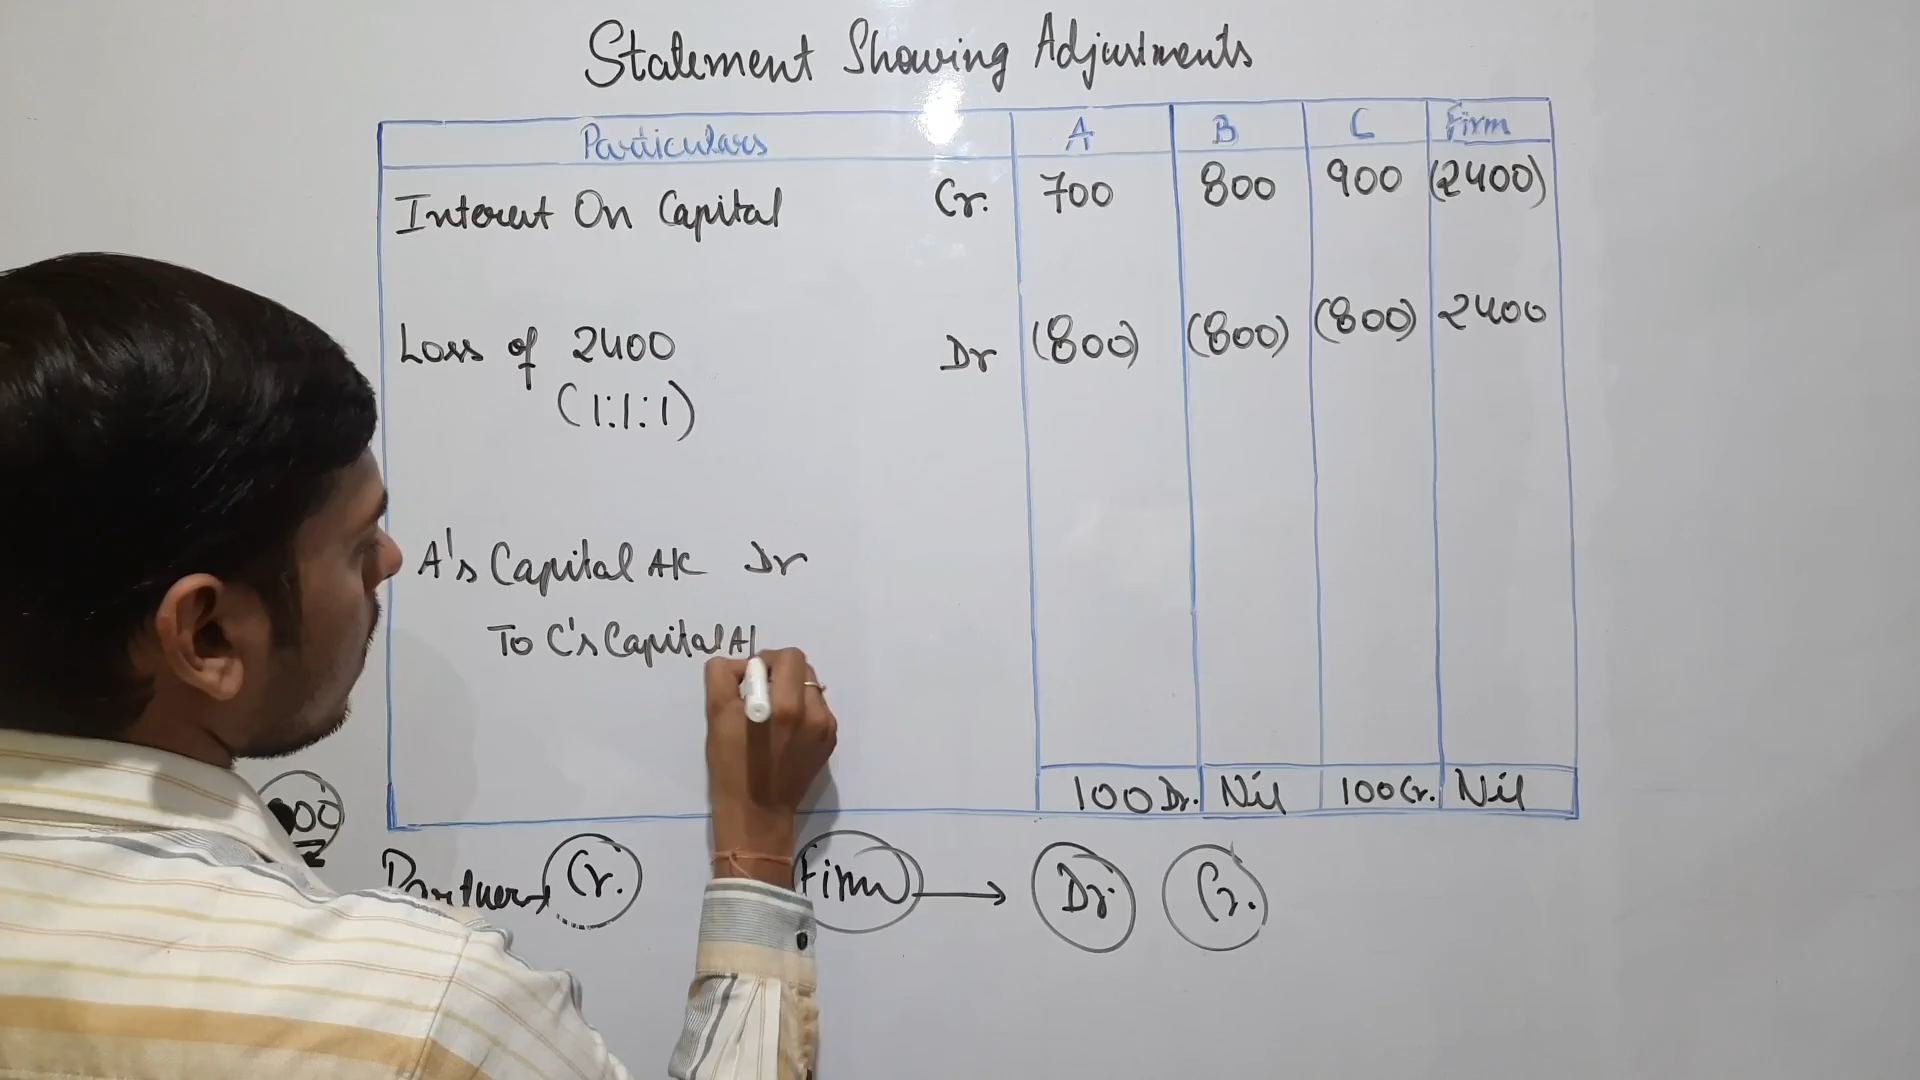 Statement Showing Adjustments
Particulars A B C Firm
Interest On Capital Cr. 700 800 900 (2400)
Loss of 2400 Dr (800) (800) (800) 2400
(1:1:1)
A's Capital A/c Dr
To C's Capital A/
100 Dr. Nil 100 Cr. Nil
00
Partners Cr. Firm → Dr. Cr.